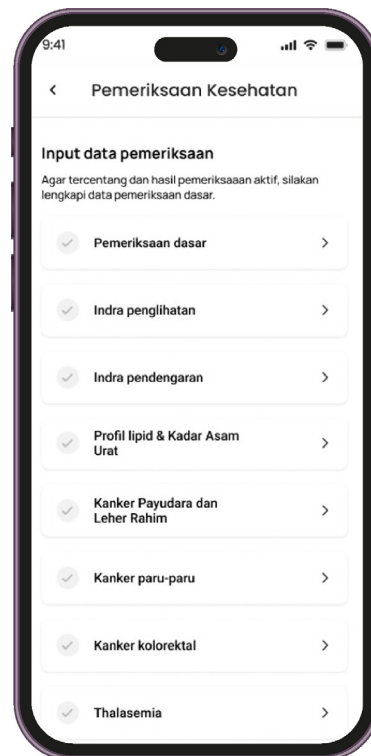 9:41
Pemeriksaan Kesehatan
Input data pemeriksaan
Agar tercentang dan hasil pemeriksaaan aktif, silakan
lengkapi data pemeriksaan dasar.
Pemeriksaan dasar
Indra penglihatan
Indra pendengaran
Profil lipid & Kadar Asam
Urat
Kanker Payudara dan
Leher Rahim
Kanker paru-paru
Kanker kolorektal
Thalasemia